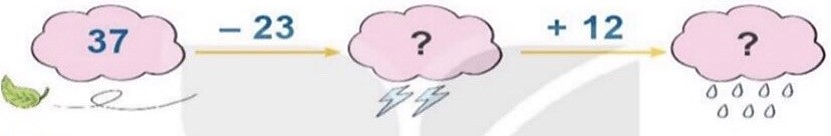 37 – 23 ? + 12 ?